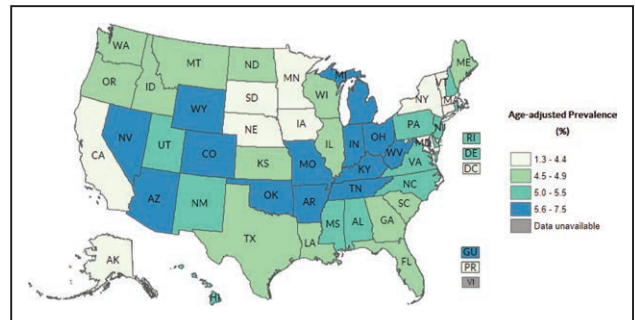 WA
MT
ND
MN
ME
OR
ID
SD
WI
MI
VT
NY
MA
WY
IA
PA
NJ
NE
NV
UT
CO
IL
IN
OH
MD
CA
KS
MO
KY
WV
VA
AZ
NM
OK
AR
TN
NC
SC
TX
LA
MS
AL
GA
FL
AK
HI
RI
DE
DC
GU
PR
VI
Age-adjusted Prevalence
(%)
1.3 - 4.4
4.5 - 4.9
5.0 - 5.5
5.6 - 7.5
Data unavailable